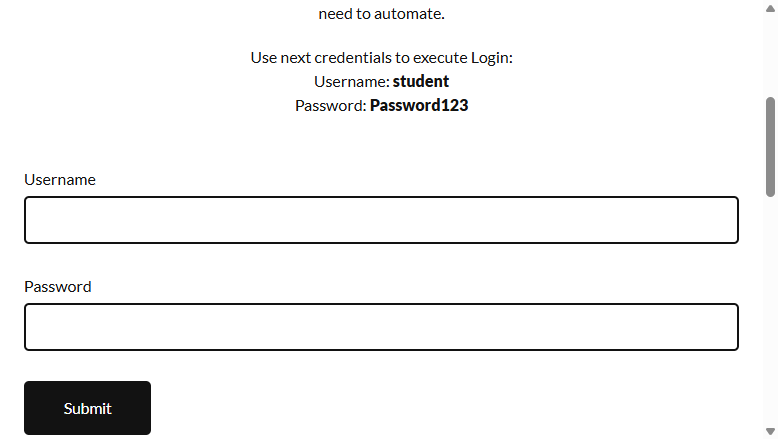 need to automate.
Use next credentials to execute Login:
Username: student
Password: Password123
Username
Password
Submit